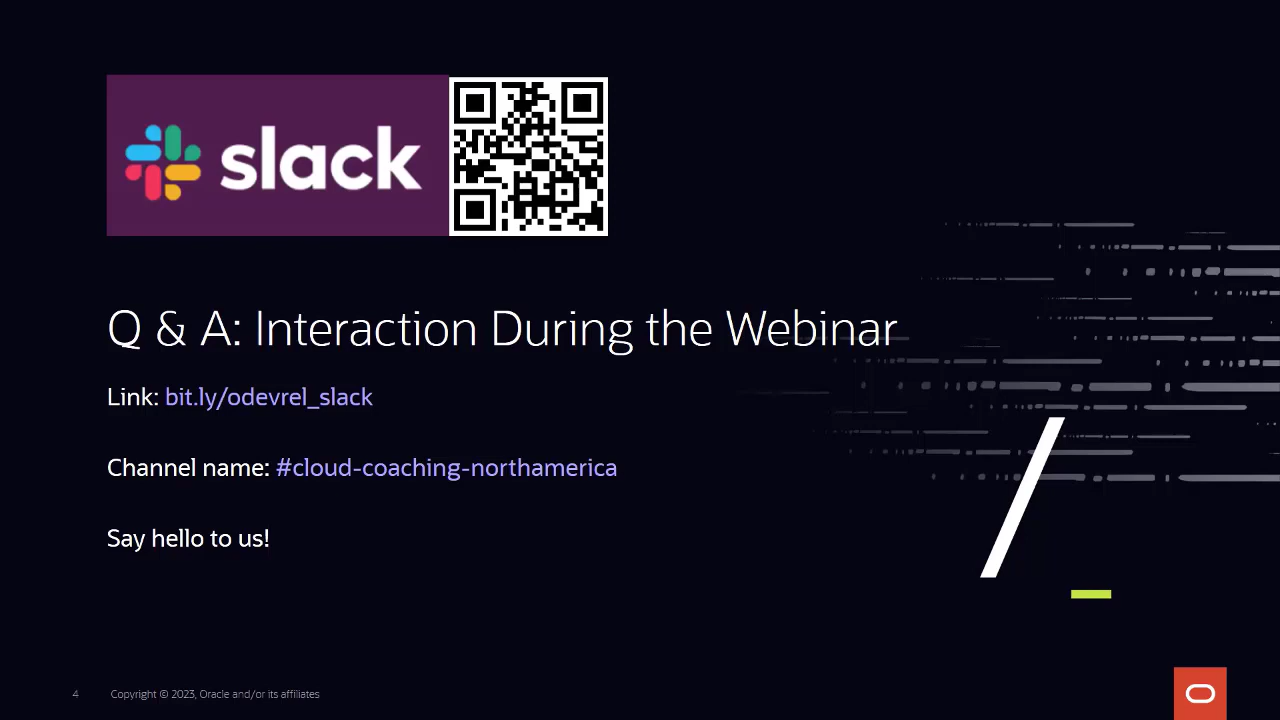 slack
Q & A: Interaction During the Webinar
Link: bit.ly/odevrel_slack
Channel name: #cloud-coaching-northamerica
Say hello to us!
4 Copyright © 2023, Oracle and/or its affiliates